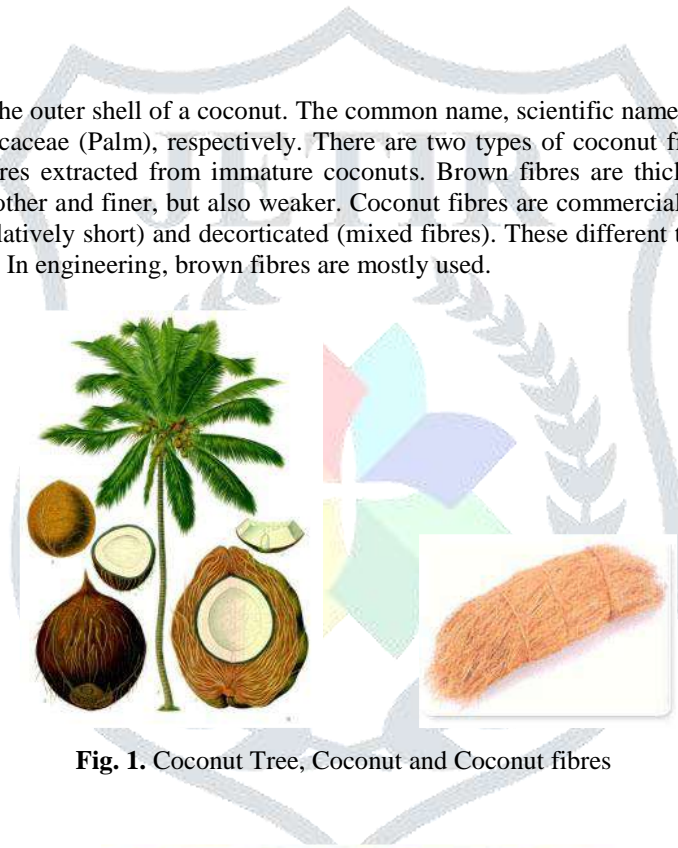 he outer shell of a coconut. The common name, scientific name
caceae (Palm), respectively. There are two types of coconut fi
res extracted from immature coconuts. Brown fibres are thick
other and finer, but also weaker. Coconut fibres are commercial
latively short) and decorticated (mixed fibres). These different t
. In engineering, brown fibres are mostly used.
JETIR
Fig. 1. Coconut Tree, Coconut and Coconut fibres